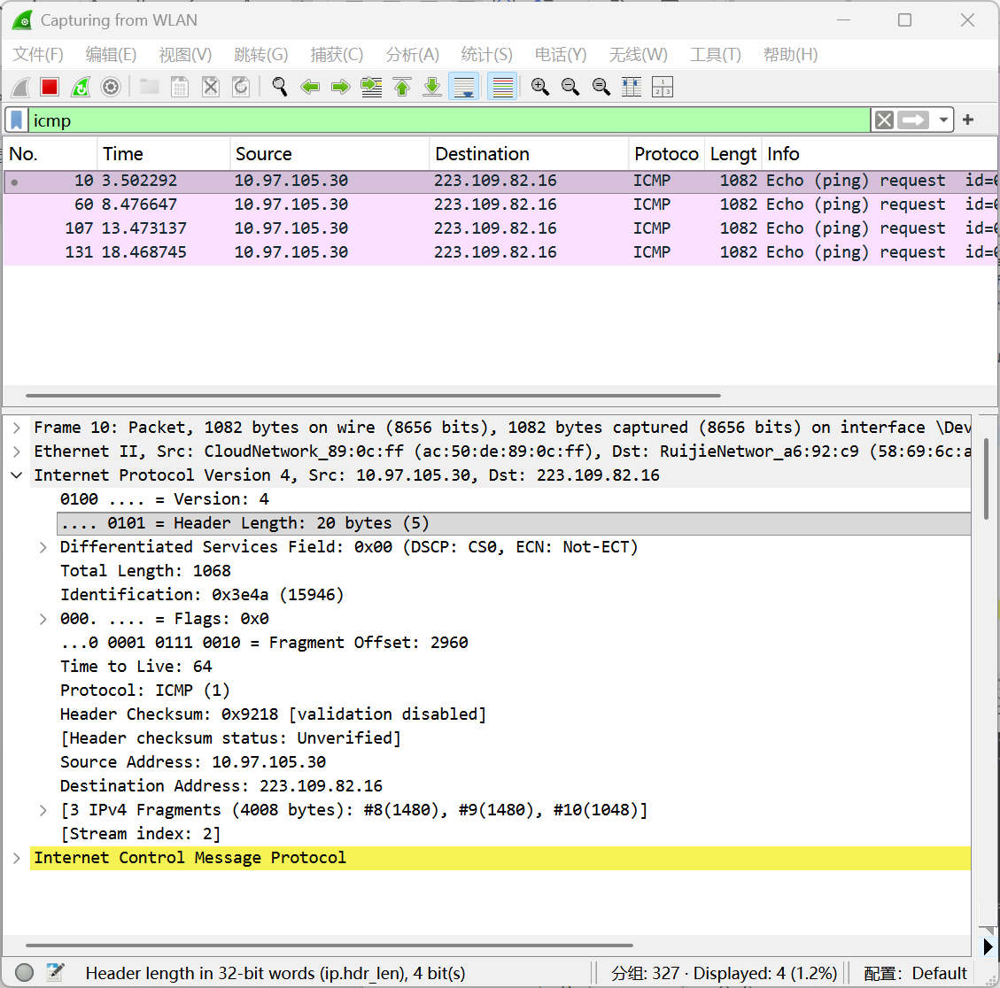 Capturing from WLAN
文件(F) 编辑(E) 视图(V) 跳转(G) 捕获(C) 分析(A) 统计(S) 电话(Y) 无线(W) 工具(T) 帮助(H)
icmp
No. Time Source Destination Protoco Lengt Info
10 3.502292 10.97.105.30 223.109.82.16 ICMP 1082 Echo (ping) request id=
60 8.476647 10.97.105.30 223.109.82.16 ICMP 1082 Echo (ping) request id=
107 13.473137 10.97.105.30 223.109.82.16 ICMP 1082 Echo (ping) request id=
131 18.468745 10.97.105.30 223.109.82.16 ICMP 1082 Echo (ping) request id=
Frame 10: Packet, 1082 bytes on wire (8656 bits), 1082 bytes captured (8656 bits) on interface \Dev
Ethernet II, Src: CloudNetwork_89:0c:ff (ac:50:de:89:0c:ff), Dst: RuijieNetwor_a6:92:c9 (58:69:6c:a
Internet Protocol Version 4, Src: 10.97.105.30, Dst: 223.109.82.16
0100 .... = Version: 4
.... 0101 = Header Length: 20 bytes (5)
Differentiated Services Field: 0x00 (DSCP: CS0, ECN: Not-ECT)
Total Length: 1068
Identification: 0x3e4a (15946)
000. .... = Flags: 0x0
...0 0001 0111 0010 = Fragment Offset: 2960
Time to Live: 64
Protocol: ICMP (1)
Header Checksum: 0x9218 [validation disabled]
[Header checksum status: Unverified]
Source Address: 10.97.105.30
Destination Address: 223.109.82.16
[3 IPv4 Fragments (4008 bytes): #8(1480), #9(1480), #10(1048)]
[Stream index: 2]
Internet Control Message Protocol
Header length in 32-bit words (ip.hdr_len), 4 bit(s) 分组: 327 · Displayed: 4 (1.2%) 配置: Default